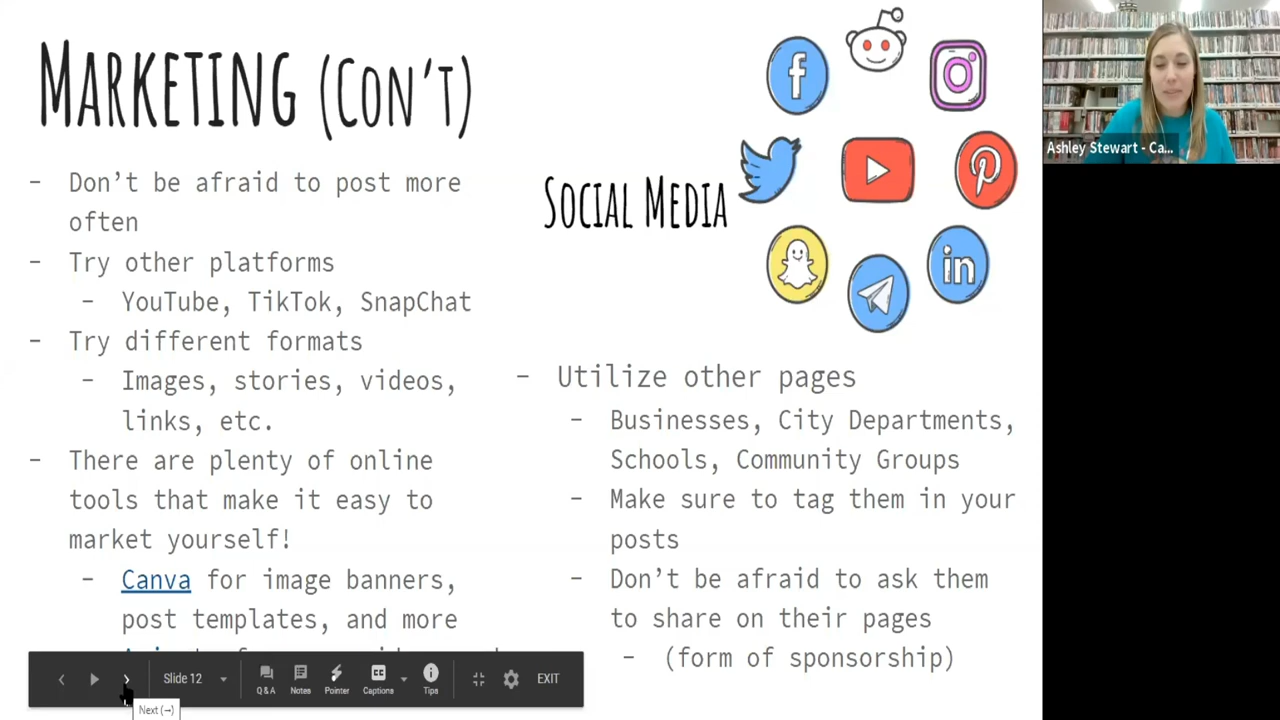 MARKETING (CON'T)
- Don't be afraid to post more
often
- Try other platforms
- YouTube, TikTok, SnapChat
- Try different formats
- Images, stories, videos,
links, etc.
- There are plenty of online
tools that make it easy to
market yourself!
- Canva for image banners,
post templates, and more
SOCIAL MEDIA
f
in
- Utilize other pages
- Businesses, City Departments,
Schools, Community Groups
- Make sure to tag them in your
posts
- Don't be afraid to ask them
to share on their pages
- (form of sponsorship)
Ashley Stewart - Ca...
Slide 12
Q & A
Notes
Pointer
Captions
Tips
EXIT
Next (→)